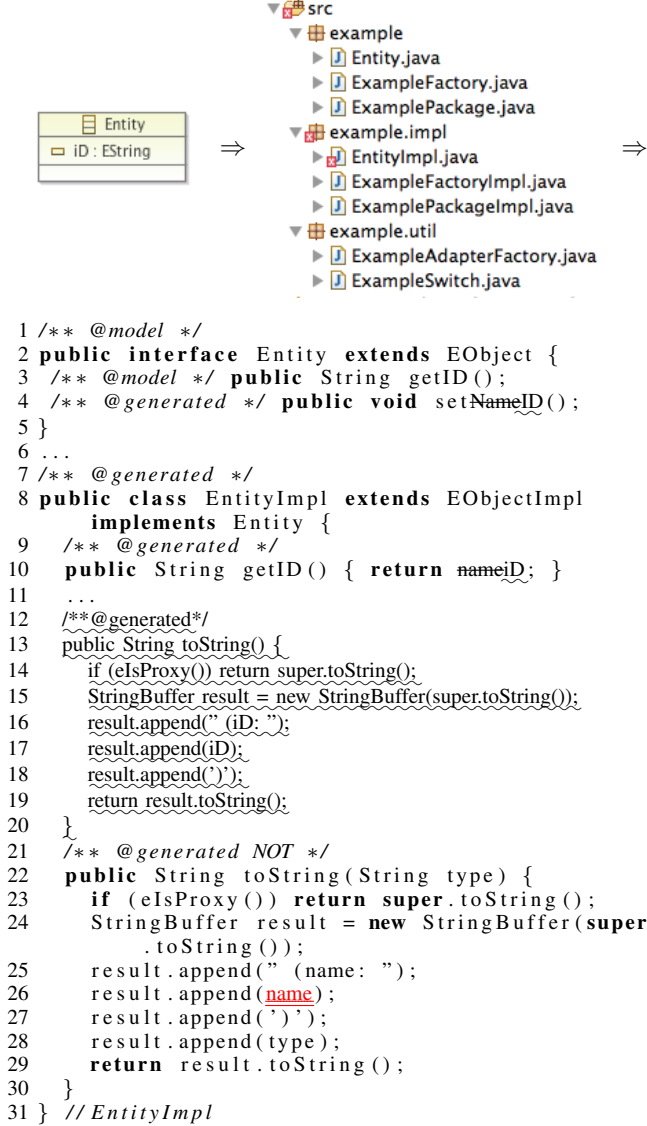 src
example
Entity.java
ExampleFactory.java
ExamplePackage.java
example.impl
EntityImpl.java
ExampleFactoryImpl.java
ExamplePackageImpl.java
example.util
ExampleAdapterFactory.java
ExampleSwitch.java
Entity
iD : EString
⇒
⇒
1 /** @model */
2 public interface Entity extends EObject {
3 /** @model */ public String getID();
4 /** @generated */ public void setNameID();
5 }
6 ...
7 /** @generated */
8 public class EntityImpl extends EObjectImpl
implements Entity {
9 /** @generated */
10 public String getID() { return nameiD; }
11 ...
12 /**@generated*/
13 public String toString() {
14 if (eIsProxy()) return super.toString();
15 StringBuffer result = new StringBuffer(super.toString());
16 result.append(" (iD: ");
17 result.append(iD);
18 result.append(')');
19 return result.toString();
20 }
21 /** @generated NOT */
22 public String toString(String type) {
23 if (eIsProxy()) return super.toString();
24 StringBuffer result = new StringBuffer(super
.toString());
25 result.append(" (name: ");
26 result.append(name);
27 result.append(')');
28 result.append(type);
29 return result.toString();
30 }
31 } //EntityImpl